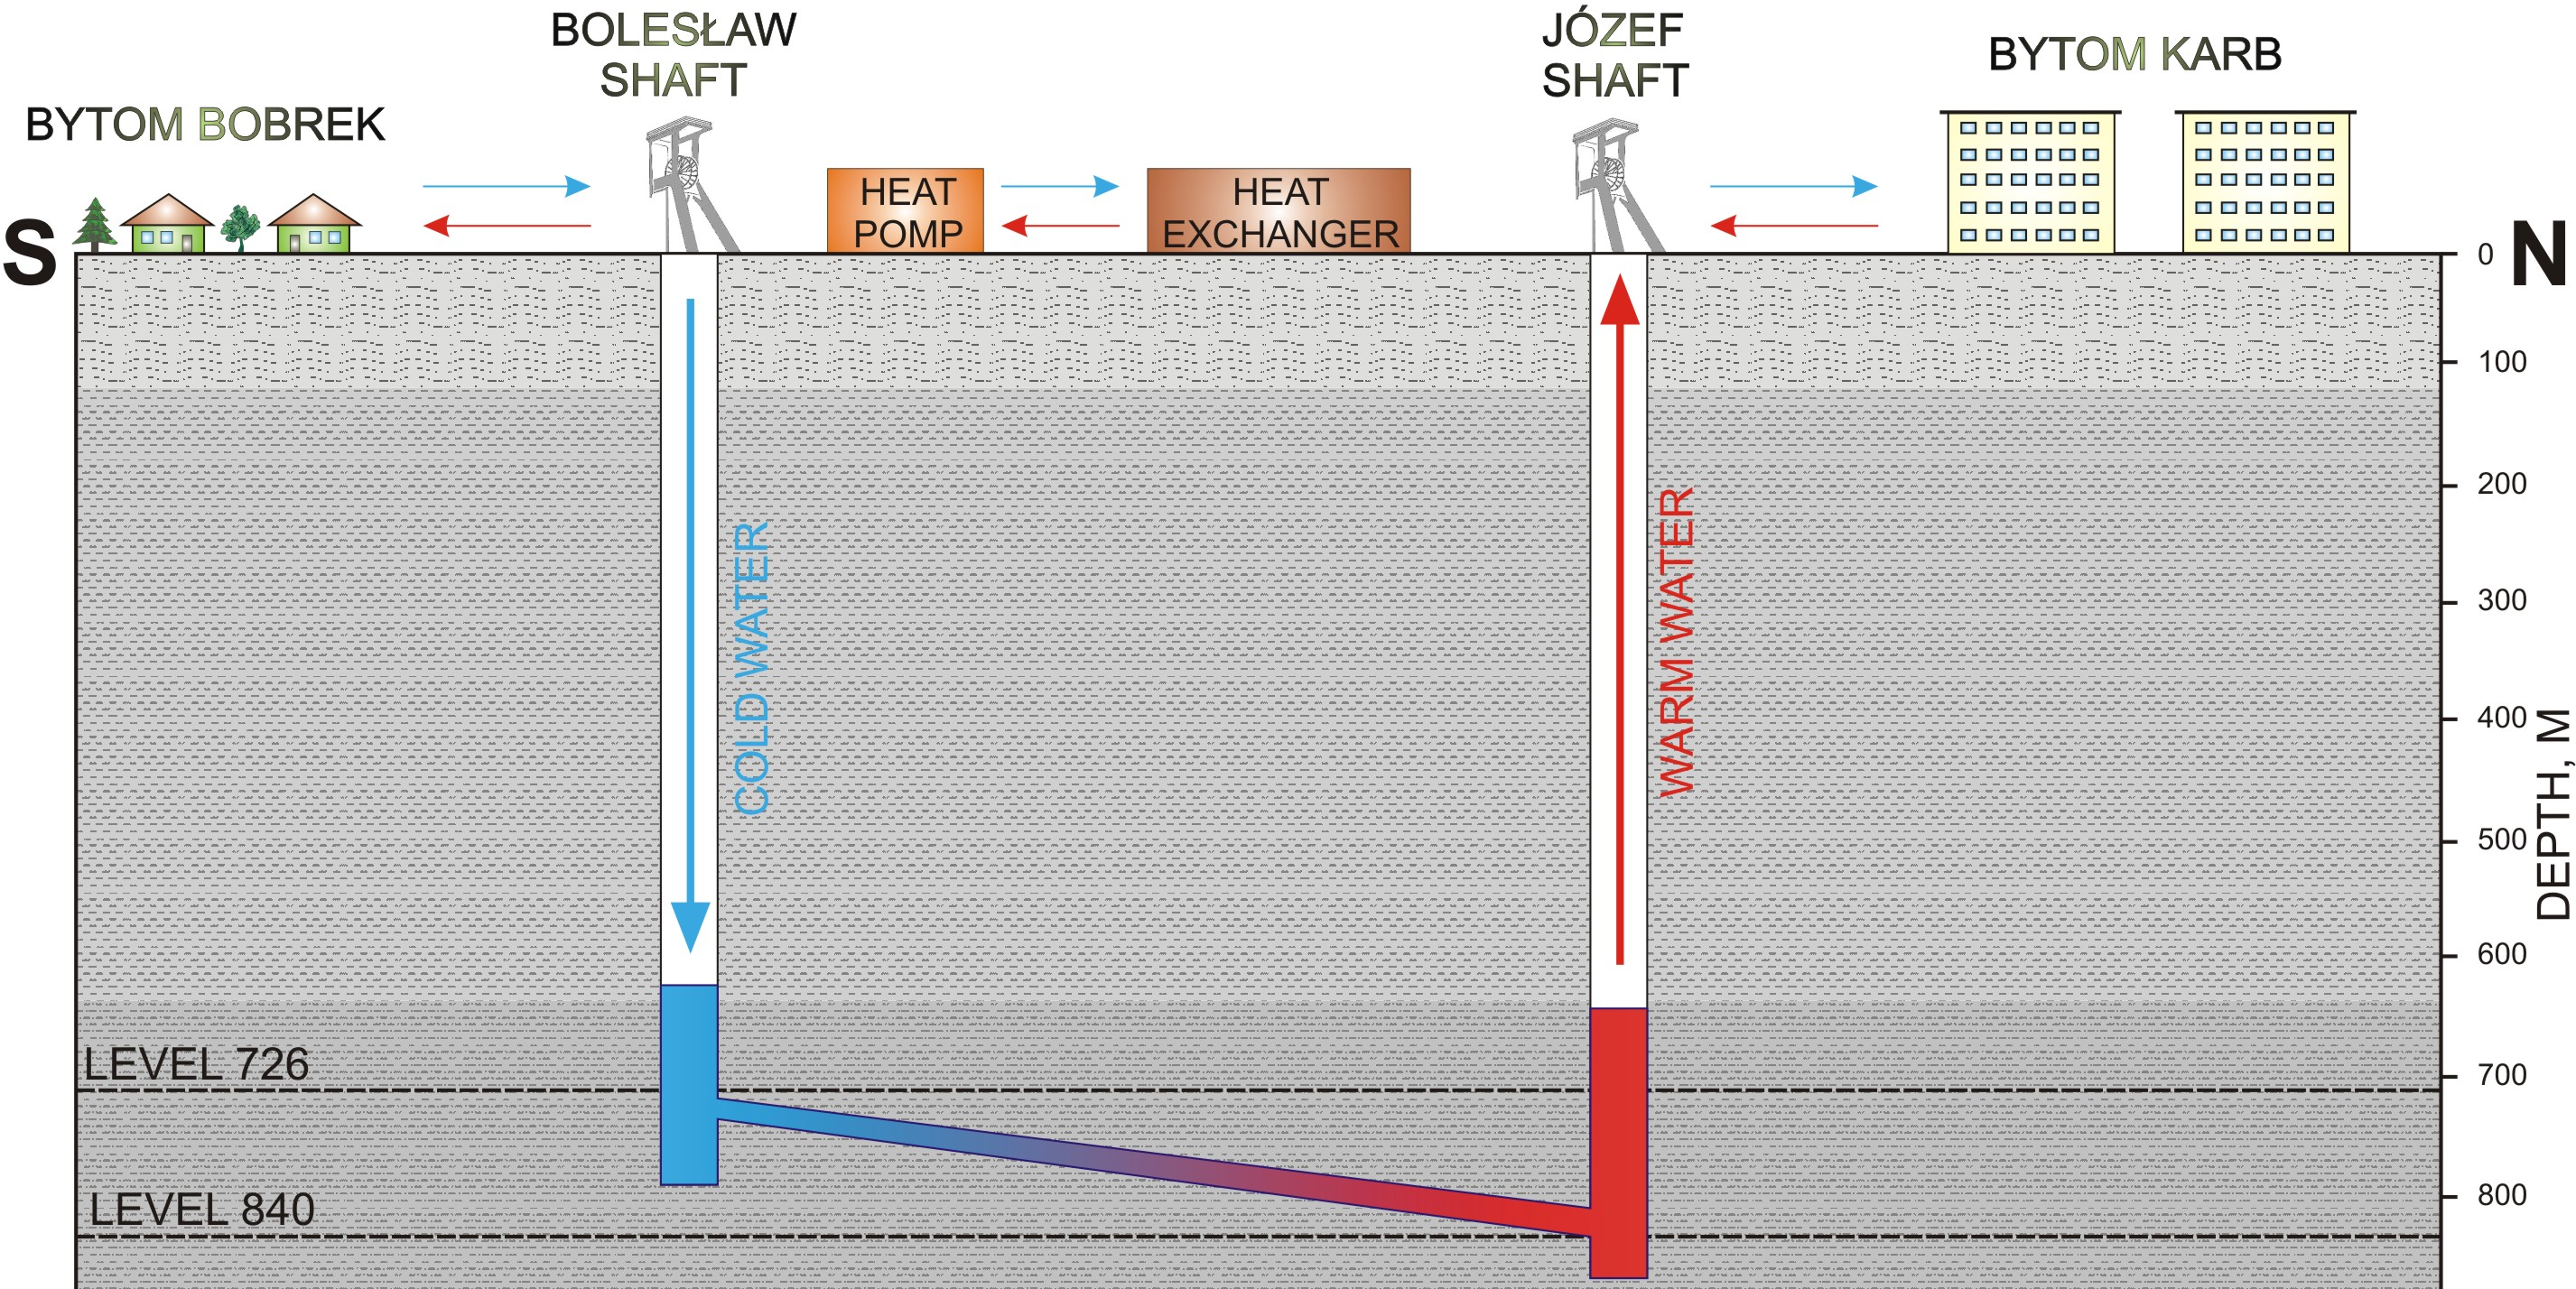 BOLESŁAW
SHAFT
JÓZEF
SHAFT
BYTOM KARB
BYTOM BOBREK
HEAT
POMP
HEAT
EXCHANGER
S
N
0
100
200
300
400
500
600
700
800
DEPTH, M
COLD WATER
WARM WATER
LEVEL 726
LEVEL 840